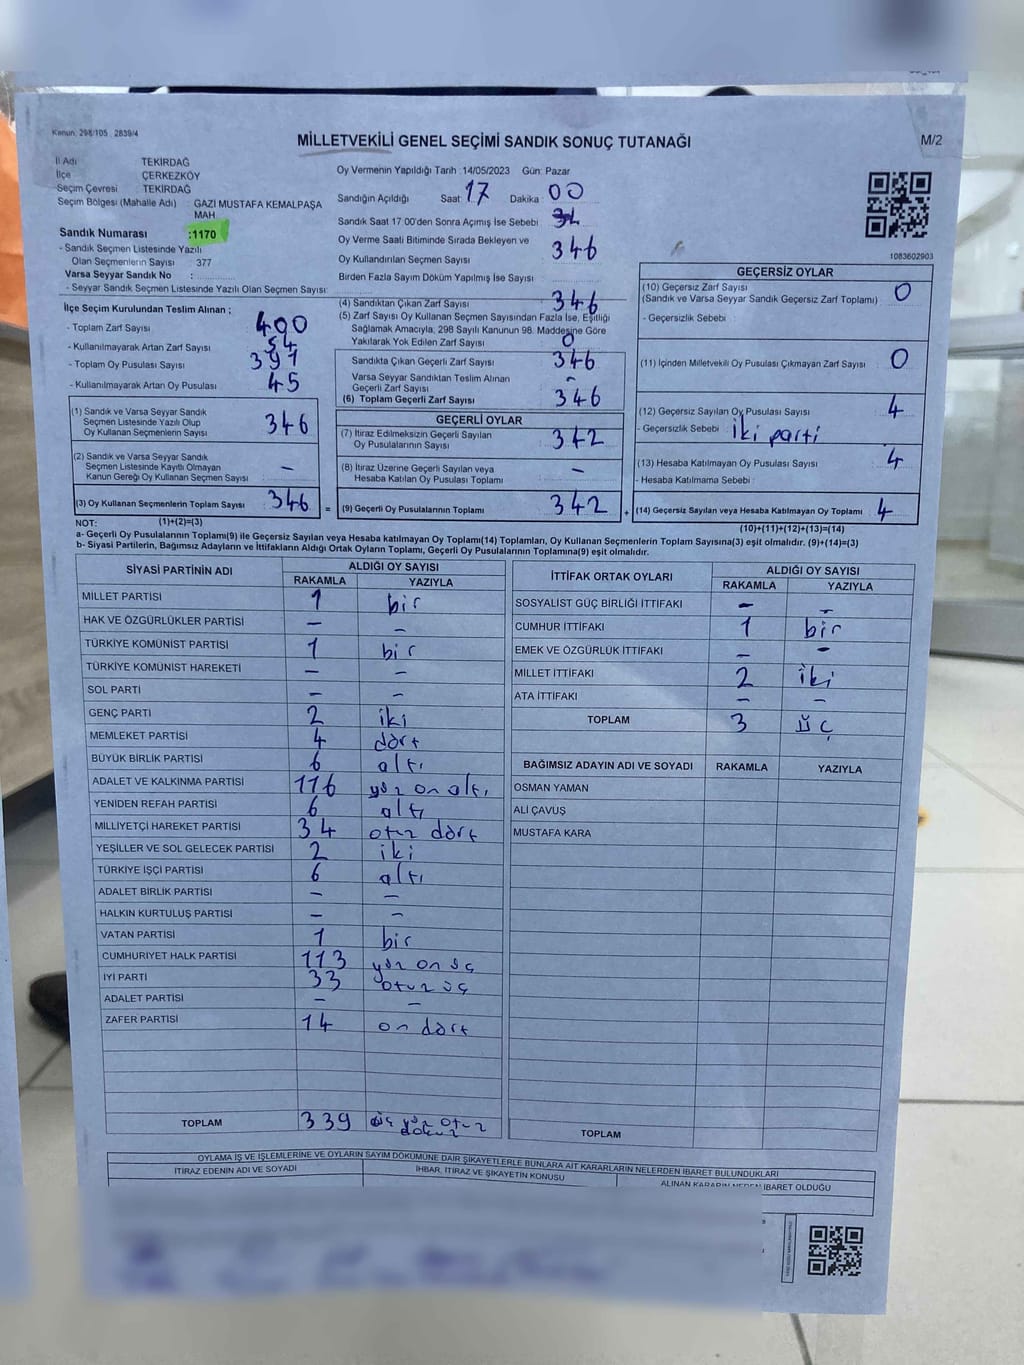 Kanun. 298/105 2839/4
MİLLETVEKİLİ GENEL SEÇİMİ SANDIK SONUÇ TUTANAĞI
M/2
İl Adı TEKİRDAĞ
İlçe ÇERKEZKÖY
Seçim Çevresi : TEKİRDAĞ
Seçim Bölgesi (Mahalle Adı) : GAZI MUSTAFA KEMALPAŞA
MAH.
Sandık Numarası :1170
- Sandık Seçmen Listesinde Yazılı
Olan Seçmenlerin Sayısı : 377
Varsa Seyyar Sandık No :
- Seyyar Sandık Seçmen Listesinde Yazılı Olan Seçmen Sayısı:
Oy Vermenin Yapıldığı Tarih : 14/05/2023 Gün: Pazar
Sandığın Açıldığı Saat 17 Dakika : 00
Sandık Saat 17 00'den Sonra Açımış İse Sebebi
Oy Verme Saati Bitiminde Sırada Bekleyen ve
Oy Kullandırılan Seçmen Sayısı 346
Birden Fazla Sayım Döküm Yapılmış İse Sayısı
1083602903
İlçe Seçim Kurulundan Teslim Alınan ;
- Toplam Zarf Sayısı 400
- Kullanılmayarak Artan Zarf Sayısı 54
- Toplam Oy Pusulası Sayısı 391
- Kullanılmayarak Artan Oy Pusulası 45
(1) Sandık ve Varsa Seyyar Sandık
Seçmen Listesinde Yazılı Olup
Oy Kullanan Seçmenlerin Sayısı 346
(2) Sandık ve Varsa Seyyar Sandık
Seçmen Listesinde Kayıtlı Olmayan
Kanun Gereği Oy Kullanan Seçmen Sayısı –
(3) Oy Kullanan Seçmenlerin Toplam Sayısı 346 =
(4) Sandıktan Çıkan Zarf Sayısı 346
(5) Zarf Sayısı Oy Kullanan Seçmen Sayısından Fazla İse, Eşitliği
Sağlamak Amacıyla, 298 Sayılı Kanunun 98. Maddesine Göre
Yakılarak Yok Edilen Zarf Sayısı 0
Sandıkta Çıkan Geçerli Zarf Sayısı 346
Varsa Seyyar Sandıktan Teslim Alınan
Geçerli Zarf Sayısı –
(6) Toplam Geçerli Zarf Sayısı 346
GEÇERLİ OYLAR
(7) İtiraz Edilmeksizin Geçerli Sayılan
Oy Pusulalarının Sayısı 342
(8) İtiraz Üzerine Geçerli Sayılan veya
Hesaba Katılan Oy Pusulası Toplamı –
(9) Geçerli Oy Pusulalarının Toplamı 342 +
GEÇERSİZ OYLAR
(10) Geçersiz Zarf Sayısı
(Sandık ve Varsa Seyyar Sandık Geçersiz Zarf Toplamı) 0
- Geçersizlik Sebebi
(11) İçinden Milletvekili Oy Pusulası Çıkmayan Zarf Sayısı 0
(12) Geçersiz Sayılan Oy Pusulası Sayısı 4
- Geçersizlik Sebebi iki parti
(13) Hesaba Katılmayan Oy Pusulası Sayısı 4
- Hesaba Katılmama Sebebi
(14) Geçersiz Sayılan veya Hesaba Katılmayan Oy Toplamı 4
NOT: (1)+(2)=(3) (10)+(11)+(12)+(13)=(14)
a- Geçerli Oy Pusulalarının Toplamı(9) ile Geçersiz Sayılan veya Hesaba Katılmayan Oy Toplamı(14) Toplamları, Oy Kullanan Seçmenlerin Toplam Sayısına(3) eşit olmalıdır. (9)+(14)=(3)
b- Siyasi Partilerin, Bağımsız Adayların ve İttifakların Aldığı Ortak Oyların Toplamı, Geçerli Oy Pusulalarının Toplamına(9) eşit olmalıdır.
SİYASİ PARTİNİN ADI ALDIĞI OY SAYISI
RAKAMLA YAZIYLA
MİLLET PARTİSİ 1 bir
HAK VE ÖZGÜRLÜKLER PARTİSİ – –
TÜRKİYE KOMÜNİST PARTİSİ 1 bir
TÜRKİYE KOMÜNİST HAREKETİ – –
SOL PARTİ – –
GENÇ PARTİ 2 iki
MEMLEKET PARTİSİ 4 dört
BÜYÜK BİRLİK PARTİSİ 6 altı
ADALET VE KALKINMA PARTİSİ 116 yüz on altı
YENİDEN REFAH PARTİSİ 6 altı
MİLLİYETÇİ HAREKET PARTİSİ 34 otuz dört
YEŞİLLER VE SOL GELECEK PARTİSİ 2 iki
TÜRKİYE İŞÇİ PARTİSİ 6 altı
ADALET BİRLİK PARTİSİ – –
HALKIN KURTULUŞ PARTİSİ – –
VATAN PARTİSİ 1 bir
CUMHURİYET HALK PARTİSİ 113 yüz on üç
İYİ PARTİ 33 otuz üç
ADALET PARTİSİ – –
ZAFER PARTİSİ 14 on dört
TOPLAM 339 üç yüz otuz
dokuz
İTTİFAK ORTAK OYLARI ALDIĞI OY SAYISI
RAKAMLA YAZIYLA
SOSYALİST GÜÇ BİRLİĞİ İTTİFAKI – –
CUMHUR İTTİFAKI 1 bir
EMEK VE ÖZGÜRLÜK İTTİFAKI – –
MİLLET İTTİFAKI 2 iki
ATA İTTİFAKI – –
TOPLAM 3 üç
BAĞIMSIZ ADAYIN ADI VE SOYADI RAKAMLA YAZIYLA
OSMAN YAMAN
ALİ ÇAVUŞ
MUSTAFA KARA
TOPLAM
OYLAMA İŞ VE İŞLEMLERİNE VE OYLARIN SAYIM DÖKÜMÜNE DAİR ŞİKAYETLERLE BUNLARA AİT KARARLARIN NELERDEN İBARET BULUNDUKLARI
İTİRAZ EDENİN ADI VE SOYADI İHBAR, İTİRAZ VE ŞİKAYETİN KONUSU ALINAN KARARIN NEDEN İBARET OLDUĞU